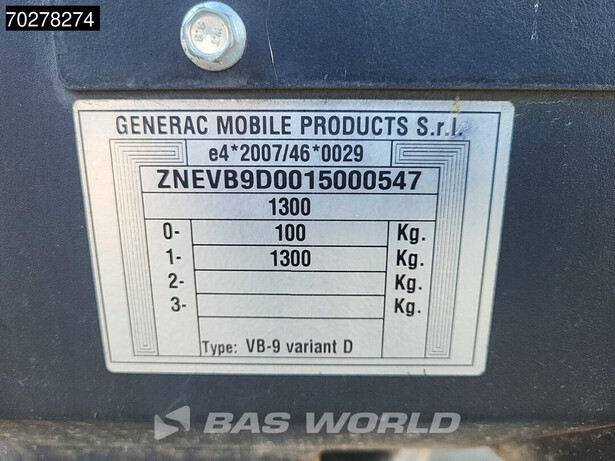 70278274
GENERAC MOBILE PRODUCTS S.r.l.
e4*2007/46*0029
ZNEVB9D0015000547
1300
0- 100 Kg.
1- 1300 Kg.
2- Kg.
3- Kg.
Type: VB-9 variant D
BAS WORLD